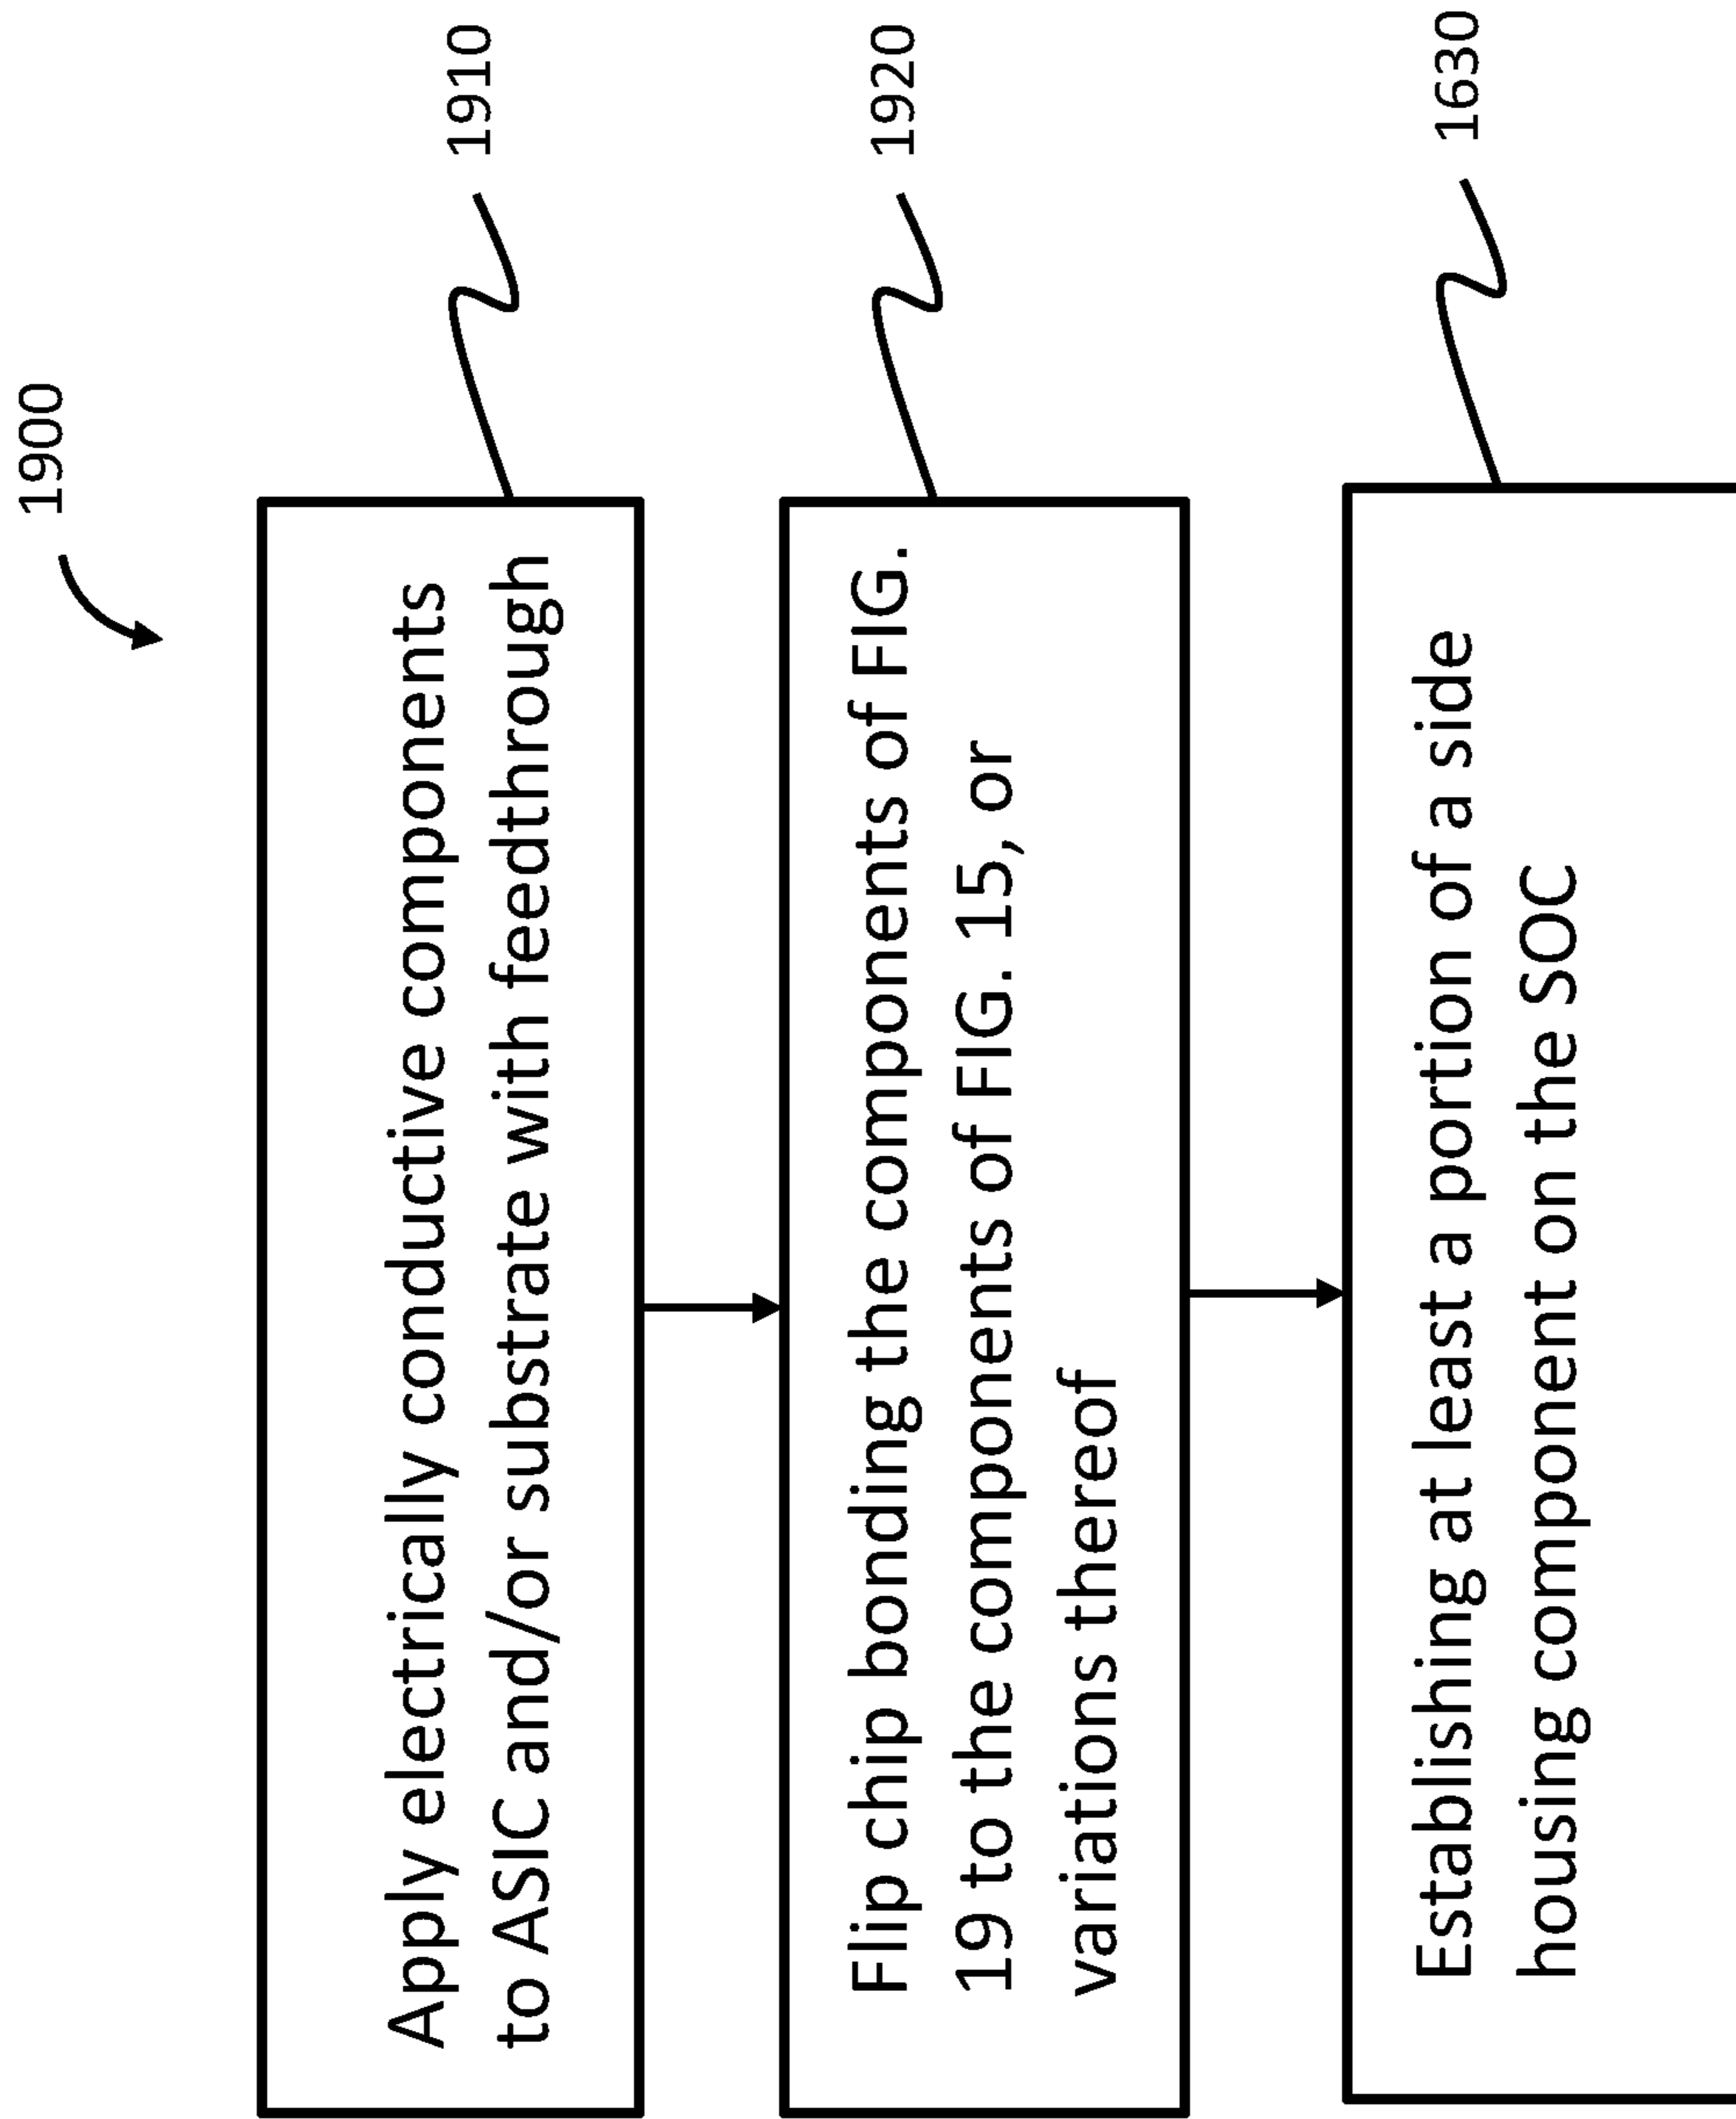 1900
Apply electrically conductive components
to ASIC and/or substrate with feedthrough
1910
Flip chip bonding the components of FIG.
19 to the components of FIG. 15, or
variations thereof
1920
Establishing at least a portion of a side
housing component on the SOC
1630